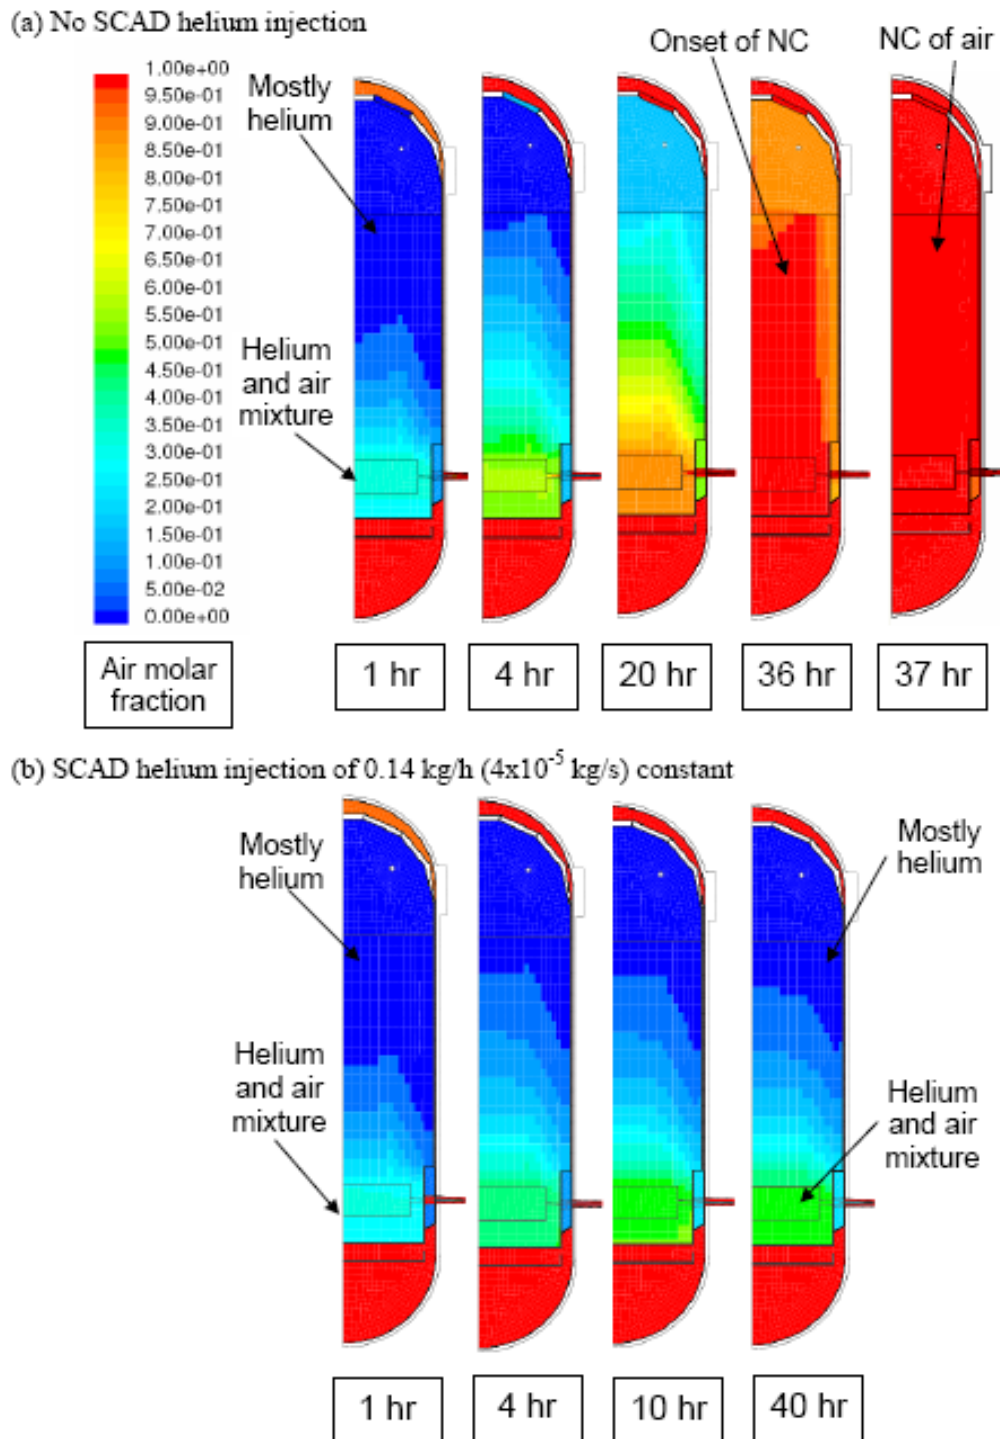 (a) No SCAD helium injection
Onset of NC
NC of air
Mostly
helium
1.00e+00
9.50e-01
9.00e-01
8.50e-01
8.00e-01
7.50e-01
7.00e-01
6.50e-01
6.00e-01
5.50e-01
5.00e-01
4.50e-01
4.00e-01
3.50e-01
3.00e-01
2.50e-01
2.00e-01
1.50e-01
1.00e-01
5.00e-02
0.00e+00
Helium
and air
mixture
Air molar
fraction
1 hr
4 hr
20 hr
36 hr
37 hr
(b) SCAD helium injection of 0.14 kg/h (4x10⁻⁵ kg/s) constant
Mostly
helium
Mostly
helium
Helium
and air
mixture
Helium
and air
mixture
1 hr
4 hr
10 hr
40 hr